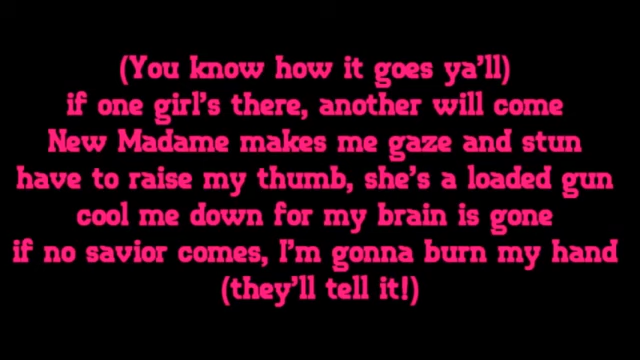 (You know how it goes ya'll)
if one girl's there, another will come
New Madame makes me gaze and stun
have to raise my thumb, she's a loaded gun
cool me down for my brain is gone
if no savior comes, I'm gonna burn my hand
(they'll tell it!)